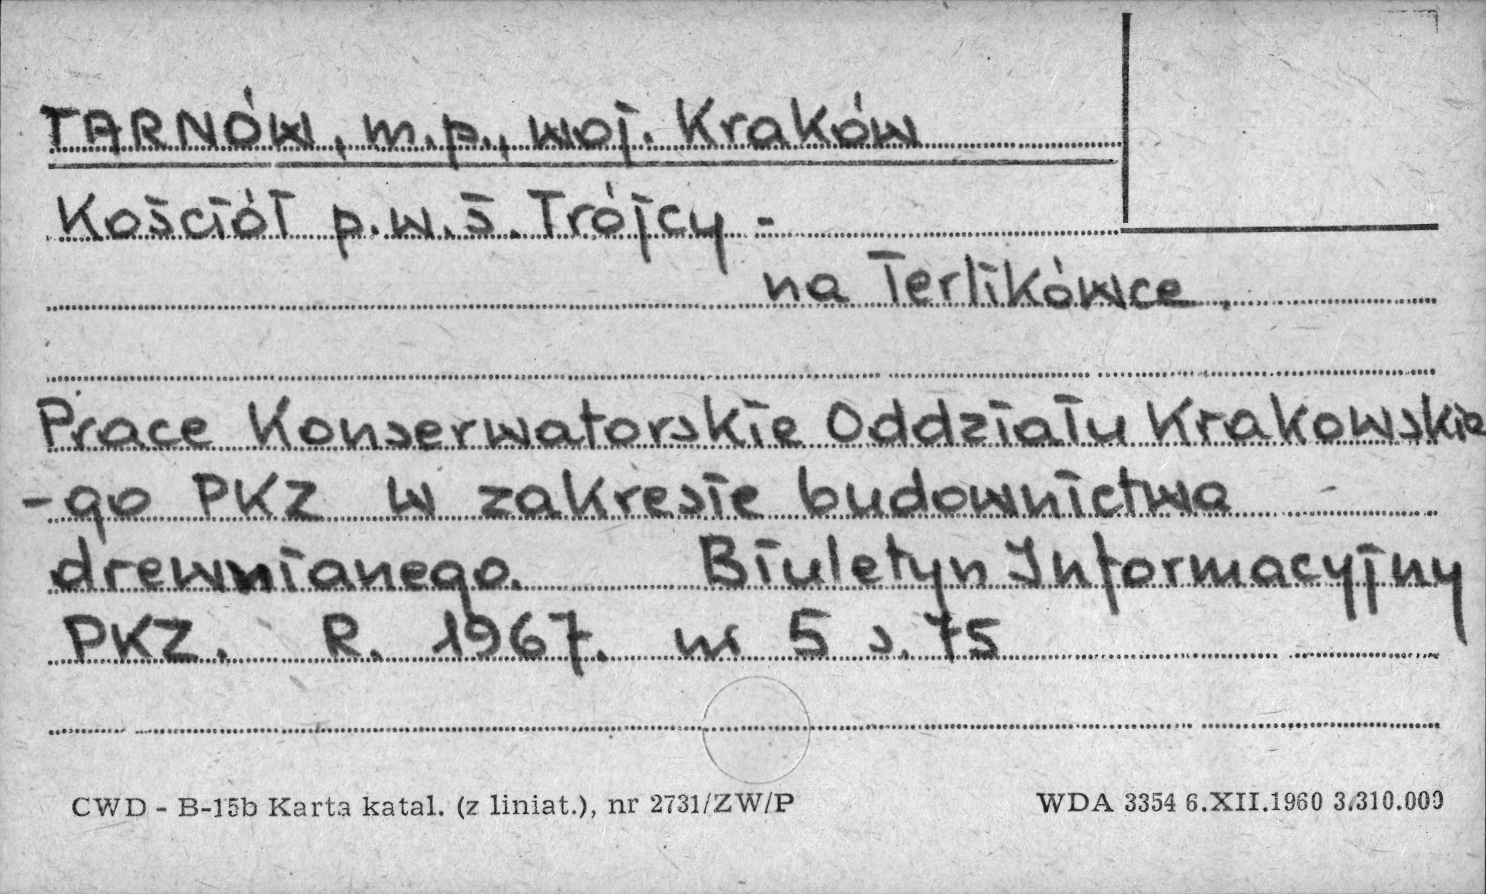 TARNÓW, m.p., woj. Kraków
Kościół p.w. ś. Trójcy -
na Terlikówce.
Prace Konserwatorskie Oddziału Krakowskie
-go PKZ w zakresie budownictwa
drewnianego. Biuletyn Informacyjny
PKZ. R. 1967. nr 5 s. 75
CWD - B-15b Karta katal. (z liniat.), nr 2731/ZW/P WDA 3354 6.XII.1960 3.310.000